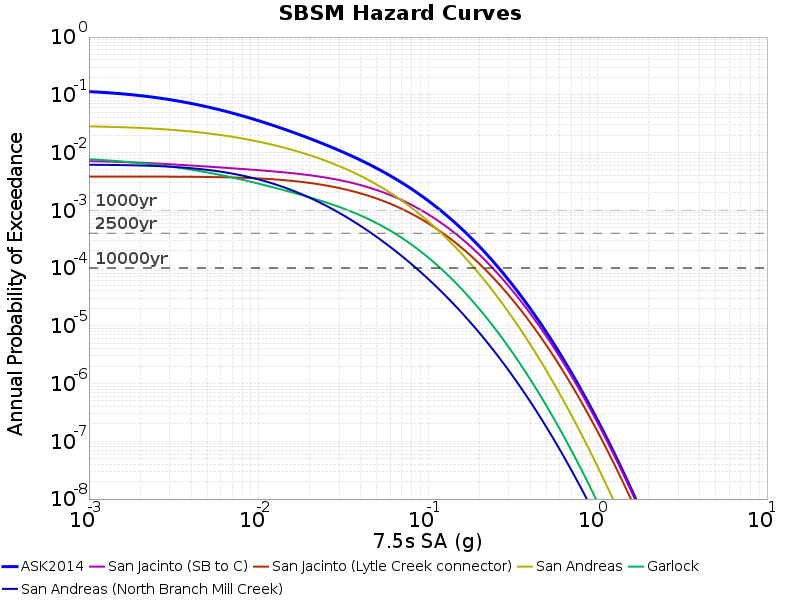 SBSM Hazard Curves
Annual Probability of Exceedance
10^0
10^-1
10^-2
10^-3
10^-4
10^-5
10^-6
10^-7
10^-8
1000yr
2500yr
10000yr
10^-3 10^-2 10^-1 10^0 10^1
7.5s SA (g)
ASK2014 San Jacinto (SB to C) San Jacinto (Lytle Creek connector) San Andreas Garlock
San Andreas (North Branch Mill Creek)